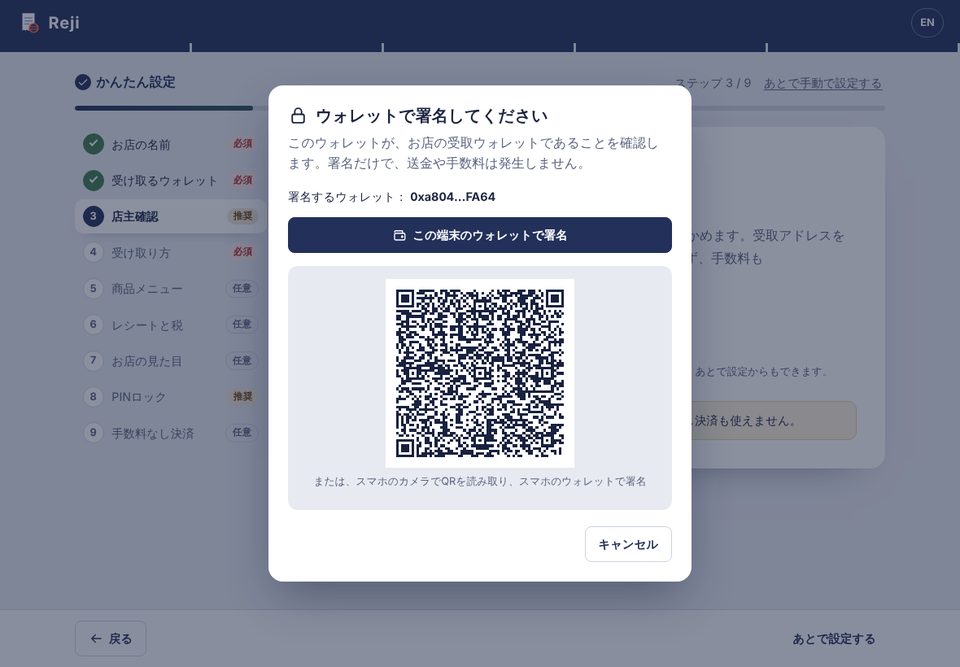 Reji
EN
かんたん設定
ステップ 3 / 9
あとで手動で設定する
お店の名前
必須
受け取るウォレット
必須
3
店主確認
推奨
4
受け取り方
必須
5
商品メニュー
任意
6
レシートと税
任意
7
お店の見た目
任意
8
PINロック
推奨
9
手数料なし決済
任意
ウォレットで署名してください
このウォレットが、お店の受取ウォレットであることを確認し
ます。署名だけで、送金や手数料は発生しません。
署名するウォレット： 0xa804…FA64
この端末のウォレットで署名
または、スマホのカメラでQRを読み取り、スマホのウォレットで署名
キャンセル
かめます。受取アドレスを
ず、手数料も
あとで設定からもできます。
決済も使えません。
戻る
あとで設定する